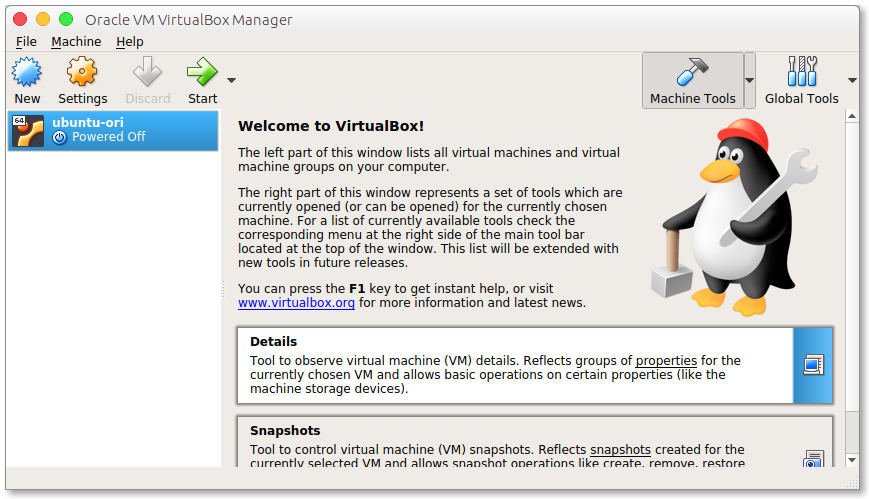 Oracle VM VirtualBox Manager
File Machine Help
New Settings Discard Start Machine Tools Global Tools
64
ubuntu-ori
Powered Off
Welcome to VirtualBox!
The left part of this window lists all virtual machines and virtual
machine groups on your computer.
The right part of this window represents a set of tools which are
currently opened (or can be opened) for the currently chosen
machine. For a list of currently available tools check the
corresponding menu at the right side of the main tool bar
located at the top of the window. This list will be extended with
new tools in future releases.
You can press the F1 key to get instant help, or visit
www.virtualbox.org for more information and latest news.
Details
Tool to observe virtual machine (VM) details. Reflects groups of properties for the
currently chosen VM and allows basic operations on certain properties (like the
machine storage devices).
Snapshots
Tool to control virtual machine (VM) snapshots. Reflects snapshots created for the
currently selected VM and allows snapshot operations like create, remove, restore